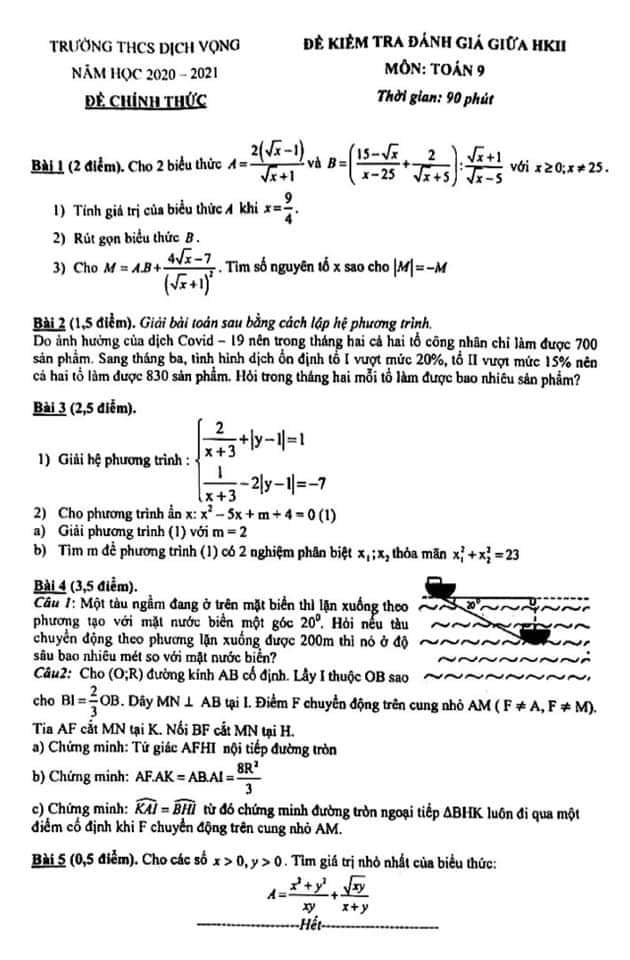 TRƯỜNG THCS DỊCH VỌNG
NĂM HỌC 2020 – 2021
ĐỀ CHÍNH THỨC
ĐỀ KIỂM TRA ĐÁNH GIÁ GIỮA HKII
MÔN: TOÁN 9
Thời gian: 90 phút
Bài 1 (2 điểm). Cho 2 biểu thức A = 2(√x−1)/(√x+1) và B = ((15−√x)/(x−25) + 2/(√x+5)) : (√x+1)/(√x−5) với x ≥ 0; x ≠ 25.
1) Tính giá trị của biểu thức A khi x = 9/4.
2) Rút gọn biểu thức B.
3) Cho M = A.B + (4√x−7)/(√x+1)². Tìm số nguyên tố x sao cho |M| = −M
Bài 2 (1,5 điểm). Giải bài toán sau bằng cách lập hệ phương trình.
Do ảnh hưởng của dịch Covid – 19 nên trong tháng hai cả hai tổ công nhân chỉ làm được 700
sản phẩm. Sang tháng ba, tình hình dịch ổn định tổ I vượt mức 20%, tổ II vượt mức 15% nên
cả hai tổ làm được 830 sản phẩm. Hỏi trong tháng hai mỗi tổ làm được bao nhiêu sản phẩm?
Bài 3 (2,5 điểm).
1) Giải hệ phương trình : { 2/(x+3) + |y−1| = 1
1/(x+3) − 2|y−1| = −7
2) Cho phương trình ẩn x: x² – 5x + m + 4 = 0 (1)
a) Giải phương trình (1) với m = 2
b) Tìm m để phương trình (1) có 2 nghiệm phân biệt x₁; x₂ thỏa mãn x₁² + x₂² = 23
Bài 4 (3,5 điểm).
Câu 1: Một tàu ngầm đang ở trên mặt biển thì lặn xuống theo
phương tạo với mặt nước biển một góc 20⁰. Hỏi nếu tàu
chuyển động theo phương lặn xuống được 200m thì nó ở độ
sâu bao nhiêu mét so với mặt nước biển?
20⁰
Câu2: Cho (O;R) đường kính AB cố định. Lấy I thuộc OB sao
cho BI = 2/3 OB. Dây MN ⊥ AB tại I. Điểm F chuyển động trên cung nhỏ AM ( F ≠ A, F ≠ M).
Tia AF cắt MN tại K. Nối BF cắt MN tại H.
a) Chứng minh: Tứ giác AFHI nội tiếp đường tròn
b) Chứng minh: AF.AK = AB.AI = 8R²/3
c) Chứng minh: K̂AI = B̂HI từ đó chứng minh đường tròn ngoại tiếp ΔBHK luôn đi qua một
điểm cố định khi F chuyển động trên cung nhỏ AM.
Bài 5 (0,5 điểm). Cho các số x > 0, y > 0. Tìm giá trị nhỏ nhất của biểu thức:
A = (x² + y²)/xy + √xy/(x + y)
Hết